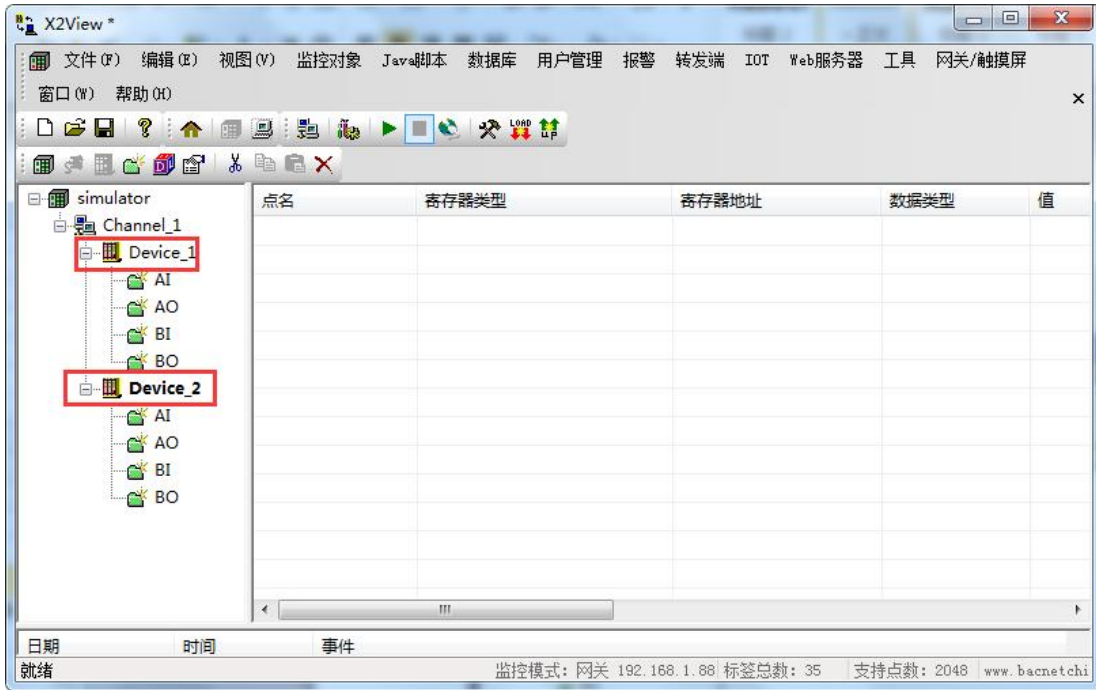 X2View *
文件(F) 编辑(E) 视图(V) 监控对象 Java脚本 数据库 用户管理 报警 转发端 IOT Web服务器 工具 网关/触摸屏
窗口(W) 帮助(H)
LOAD UP
simulator
点名 寄存器类型 寄存器地址 数据类型 值
Channel_1
Device_1
AI
AO
BI
BO
Device_2
AI
AO
BI
BO
日期 时间 事件
就绪 监控模式: 网关 192.168.1.88 标签总数: 35 支持点数: 2048 www.bacnetchi